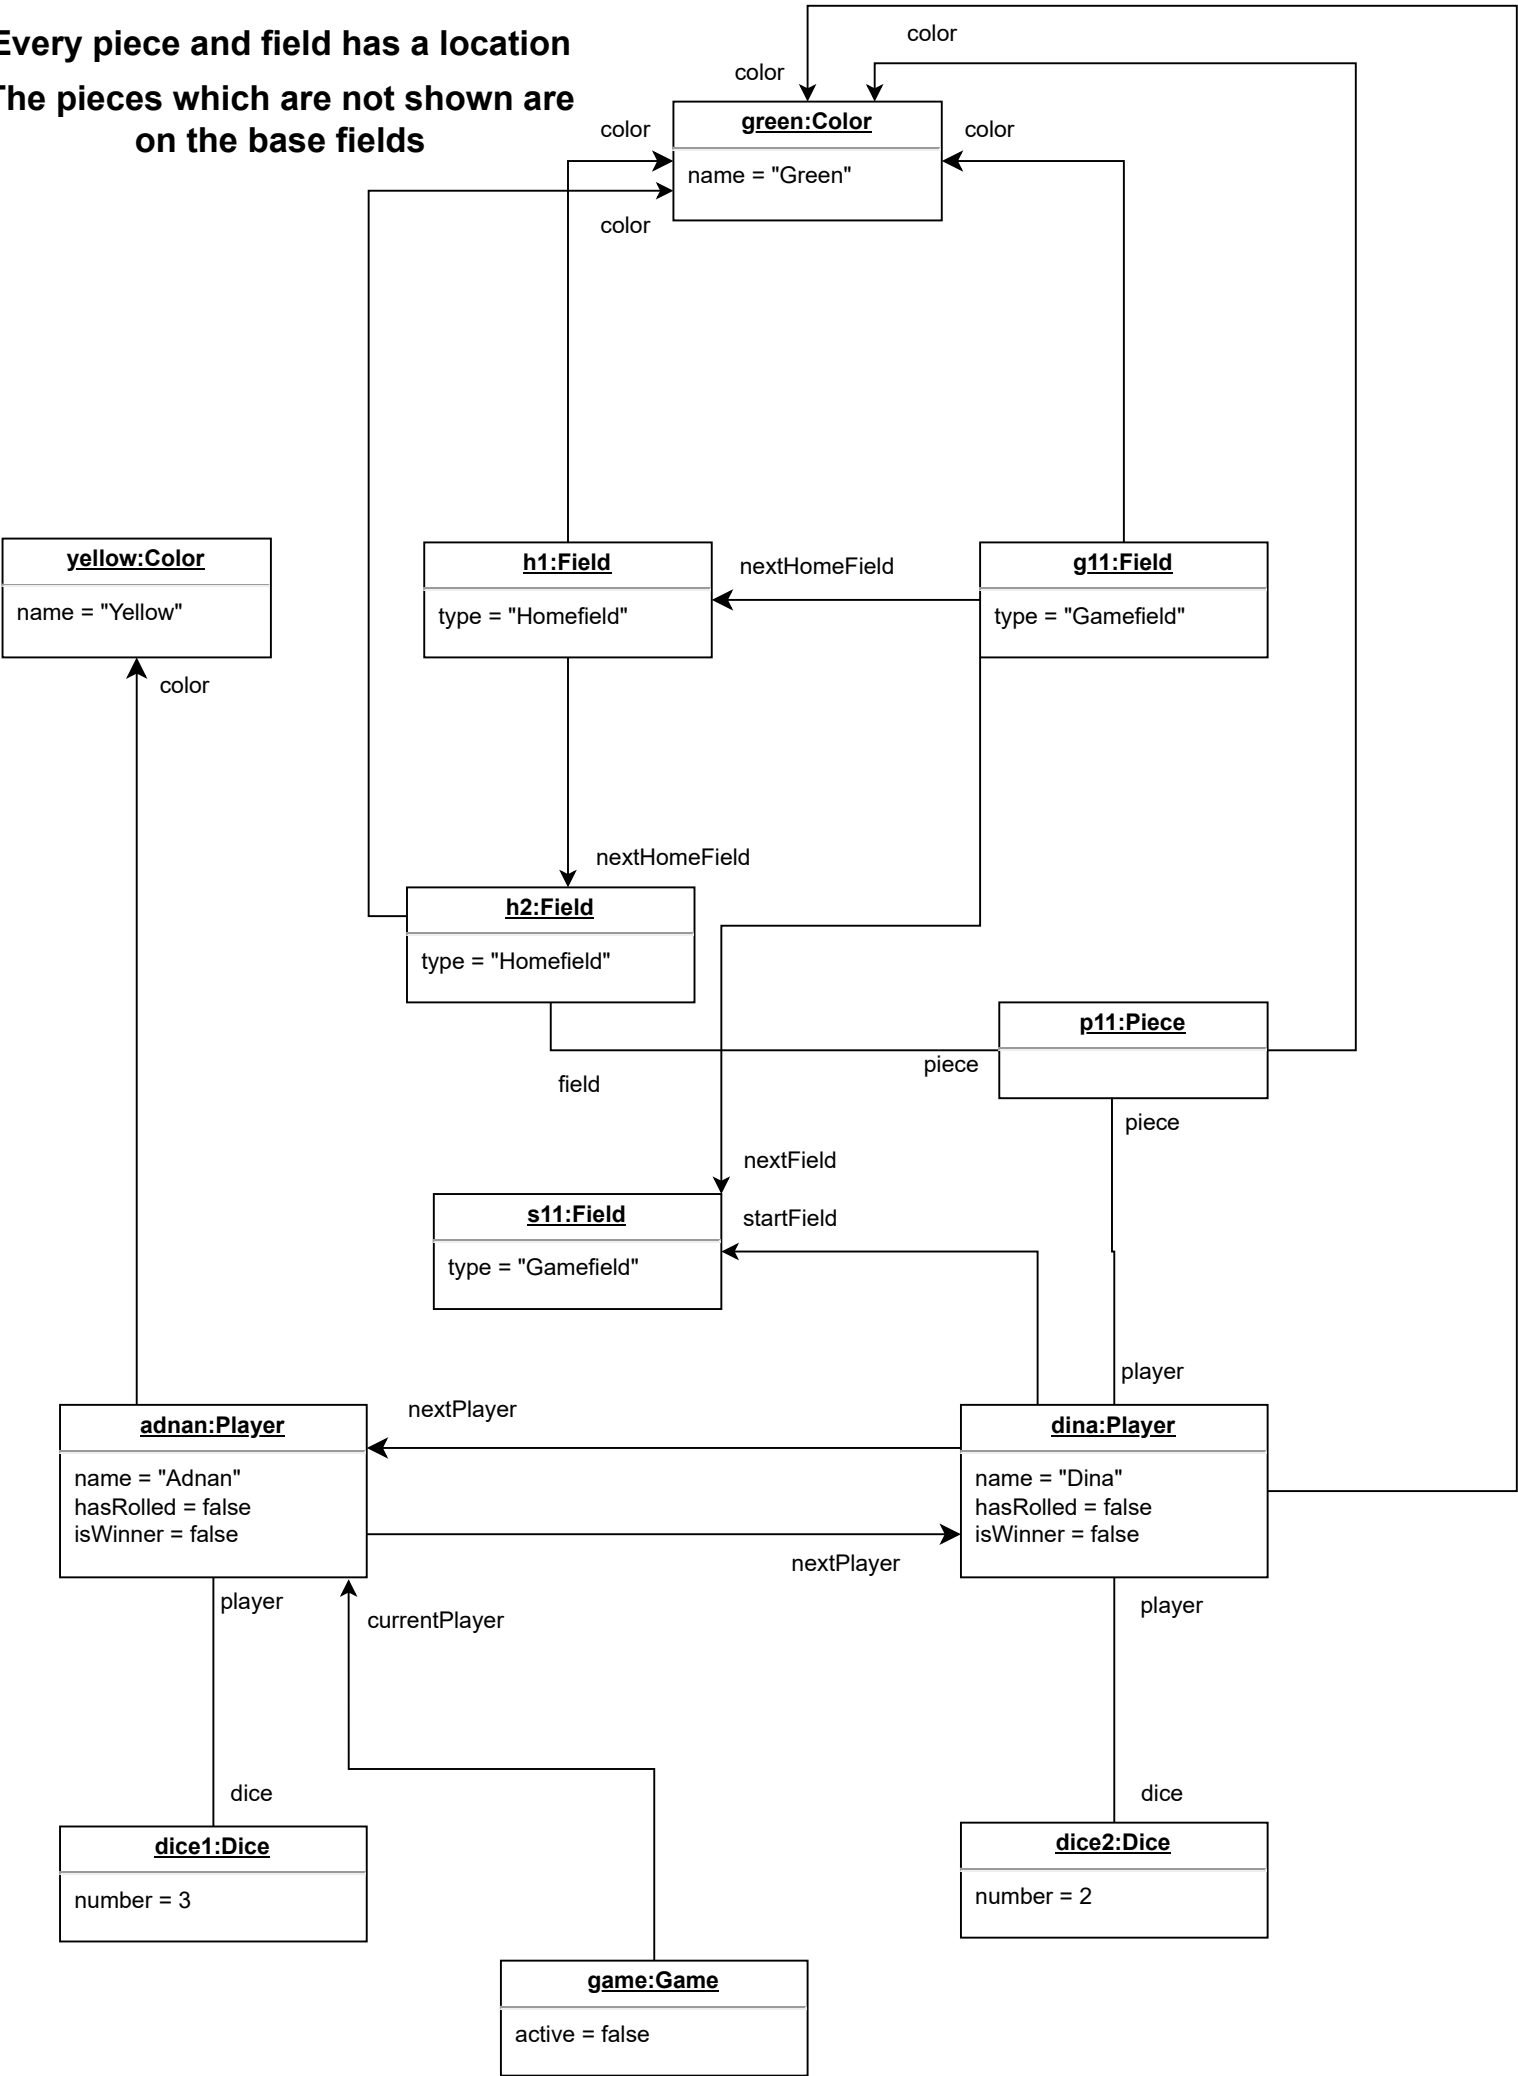 Every piece and field has a location
The pieces which are not shown are
on the base fields
color
color
green:Color
color
color
name = "Green"
color
yellow:Color
name = "Yellow"
color
h1:Field
type = "Homefield"
nextHomeField
g11:Field
type = "Gamefield"
nextHomeField
h2:Field
type = "Homefield"
p11:Piece
piece
field
piece
nextField
s11:Field
type = "Gamefield"
startField
player
nextPlayer
adnan:Player
name = "Adnan"
hasRolled = false
isWinner = false
dina:Player
name = "Dina"
hasRolled = false
isWinner = false
nextPlayer
player
currentPlayer
player
dice
dice
dice1:Dice
number = 3
dice2:Dice
number = 2
game:Game
active = false